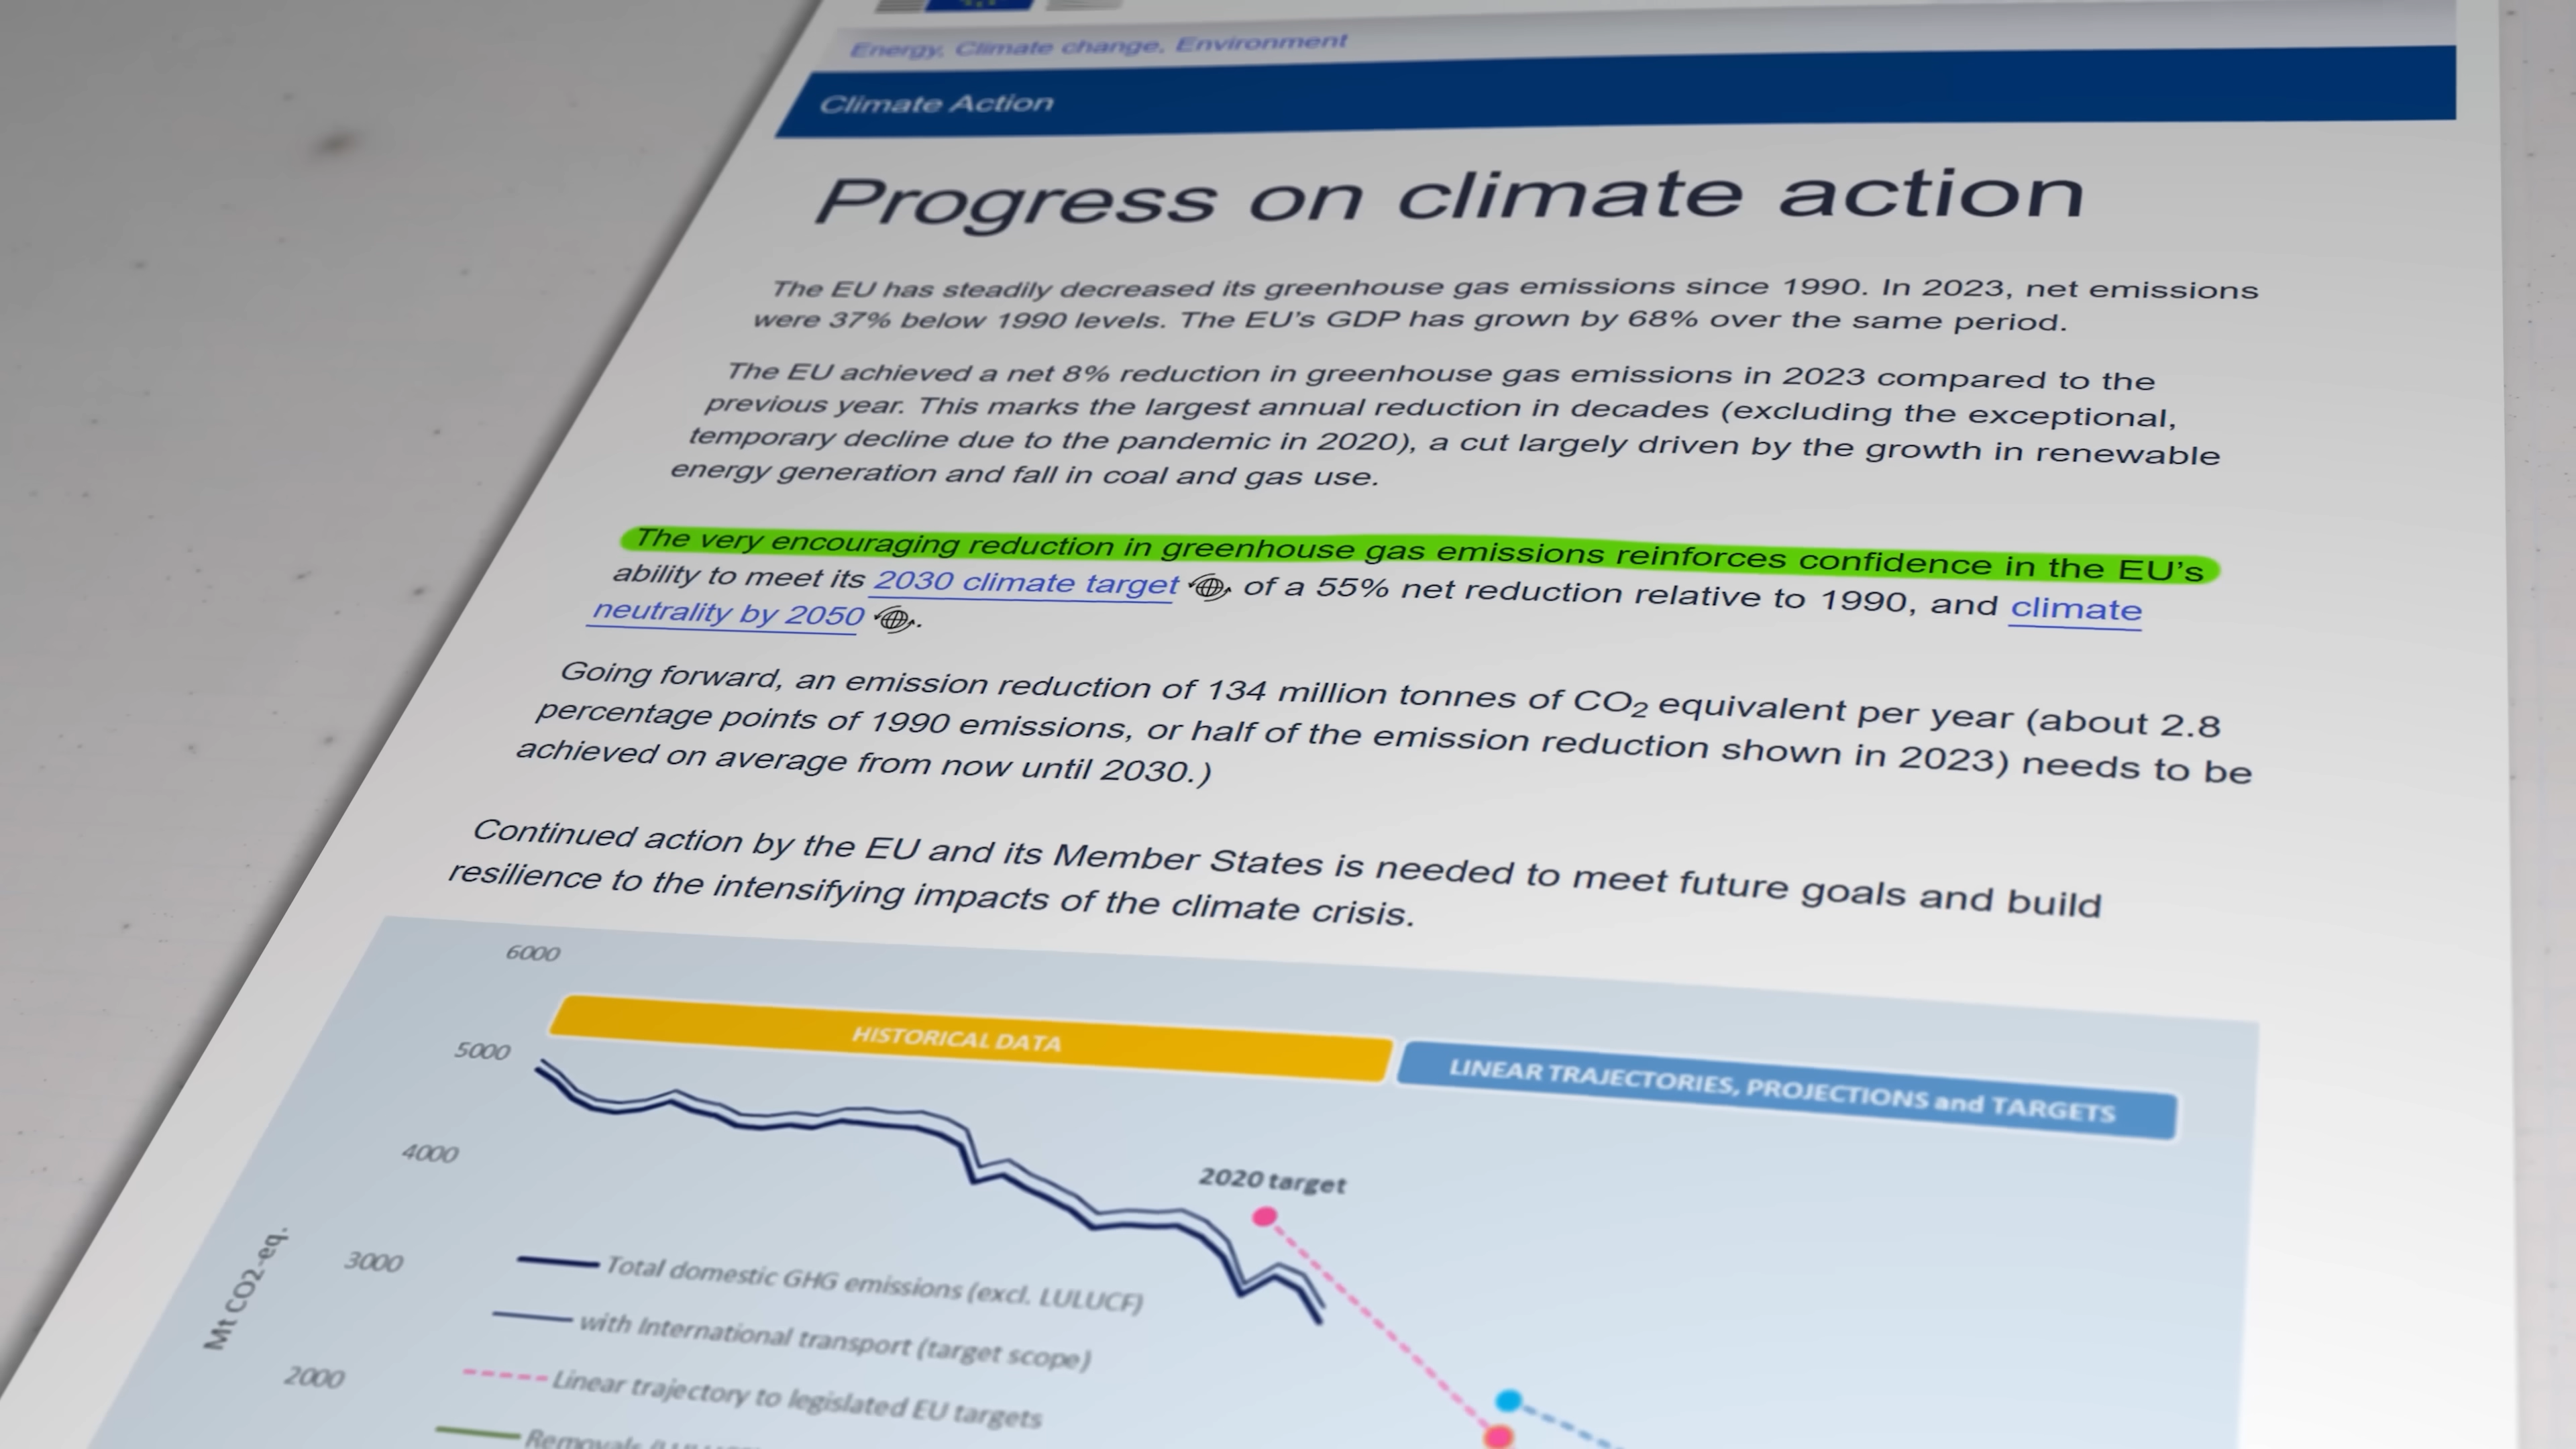 Energy, Climate change, Environment
Climate Action
Progress on climate action
The EU has steadily decreased its greenhouse gas emissions since 1990. In 2023, net emissions
were 37% below 1990 levels. The EU’s GDP has grown by 68% over the same period.
The EU achieved a net 8% reduction in greenhouse gas emissions in 2023 compared to the
previous year. This marks the largest annual reduction in decades (excluding the exceptional,
temporary decline due to the pandemic in 2020), a cut largely driven by the growth in renewable
energy generation and fall in coal and gas use.
The very encouraging reduction in greenhouse gas emissions reinforces confidence in the EU’s
ability to meet its 2030 climate target of a 55% net reduction relative to 1990, and climate
neutrality by 2050 .
Going forward, an emission reduction of 134 million tonnes of CO₂ equivalent per year (about 2.8
percentage points of 1990 emissions, or half of the emission reduction shown in 2023) needs to be
achieved on average from now until 2030.)
Continued action by the EU and its Member States is needed to meet future goals and build
resilience to the intensifying impacts of the climate crisis.
6000
HISTORICAL DATA
LINEAR TRAJECTORIES, PROJECTIONS and TARGETS
5000
4000
2020 target
3000
Total domestic GHG emissions (excl. LULUCF)
Mt CO2-eq.
with International transport (target scope)
2000
Linear trajectory to legislated EU targets
Removals